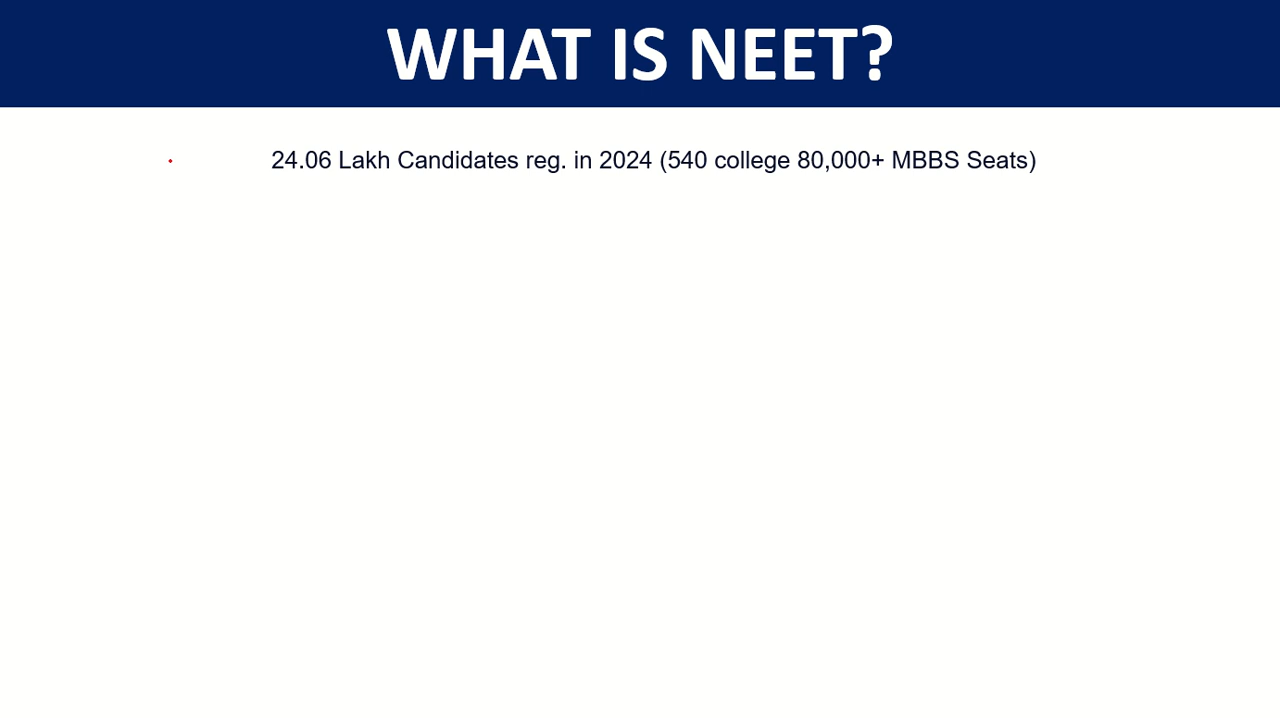 WHAT IS NEET?
24.06 Lakh Candidates reg. in 2024 (540 college 80,000+ MBBS Seats)